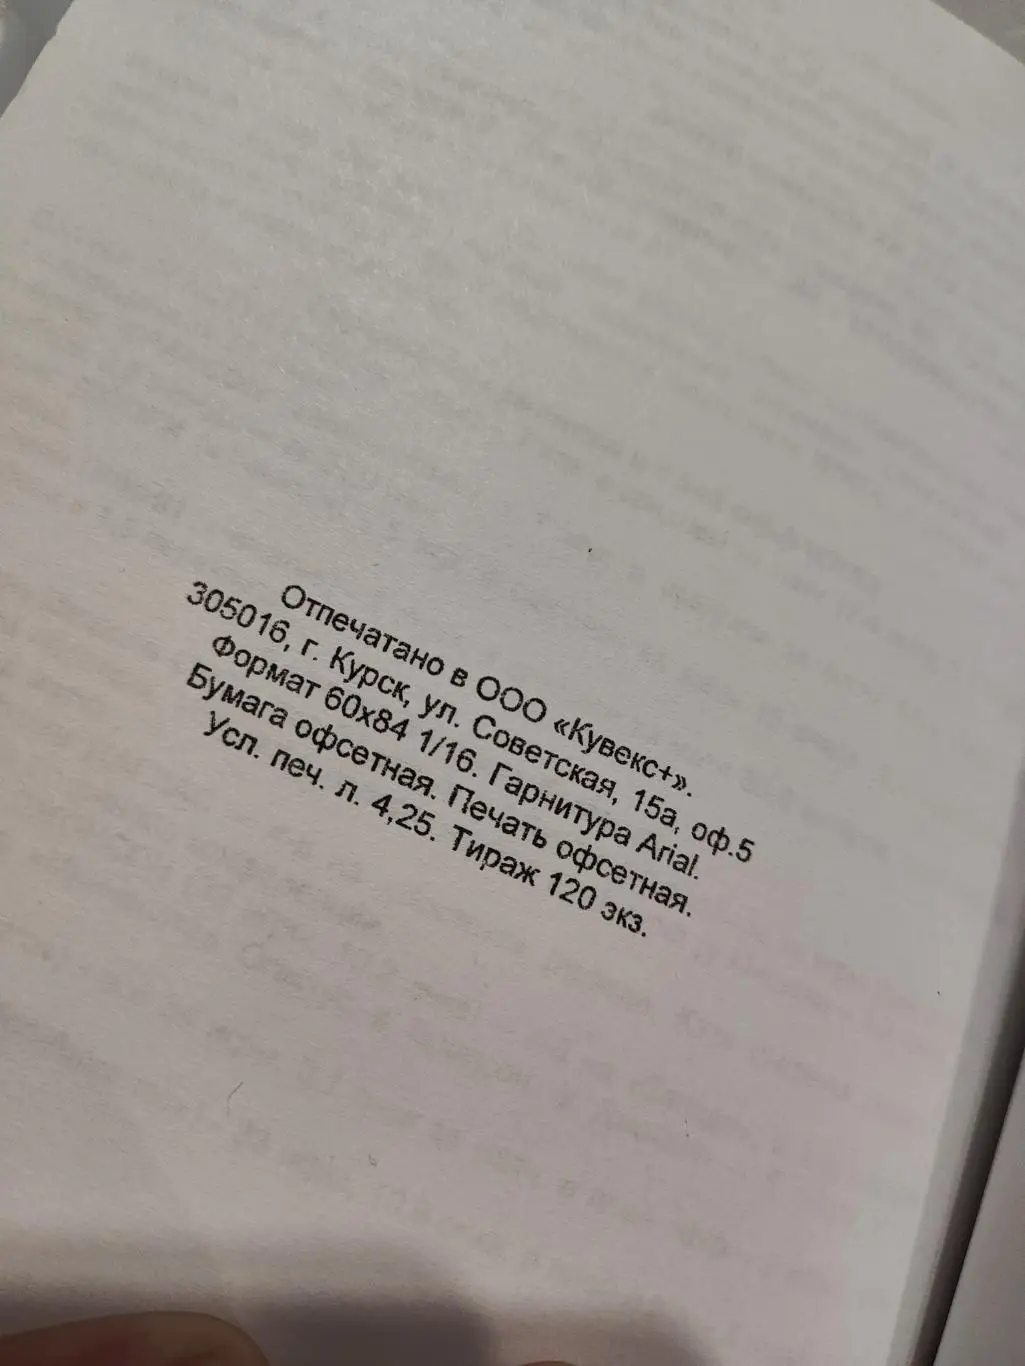 Отпечатано в ООО «Кувекс+».
305016, г. Курск, ул. Советская, 15а, оф.5
Формат 60х84 1/16. Гарнитура Arial.
Бумага офсетная. Печать офсетная.
Усл. печ. л. 4,25. Тираж 120 экз.